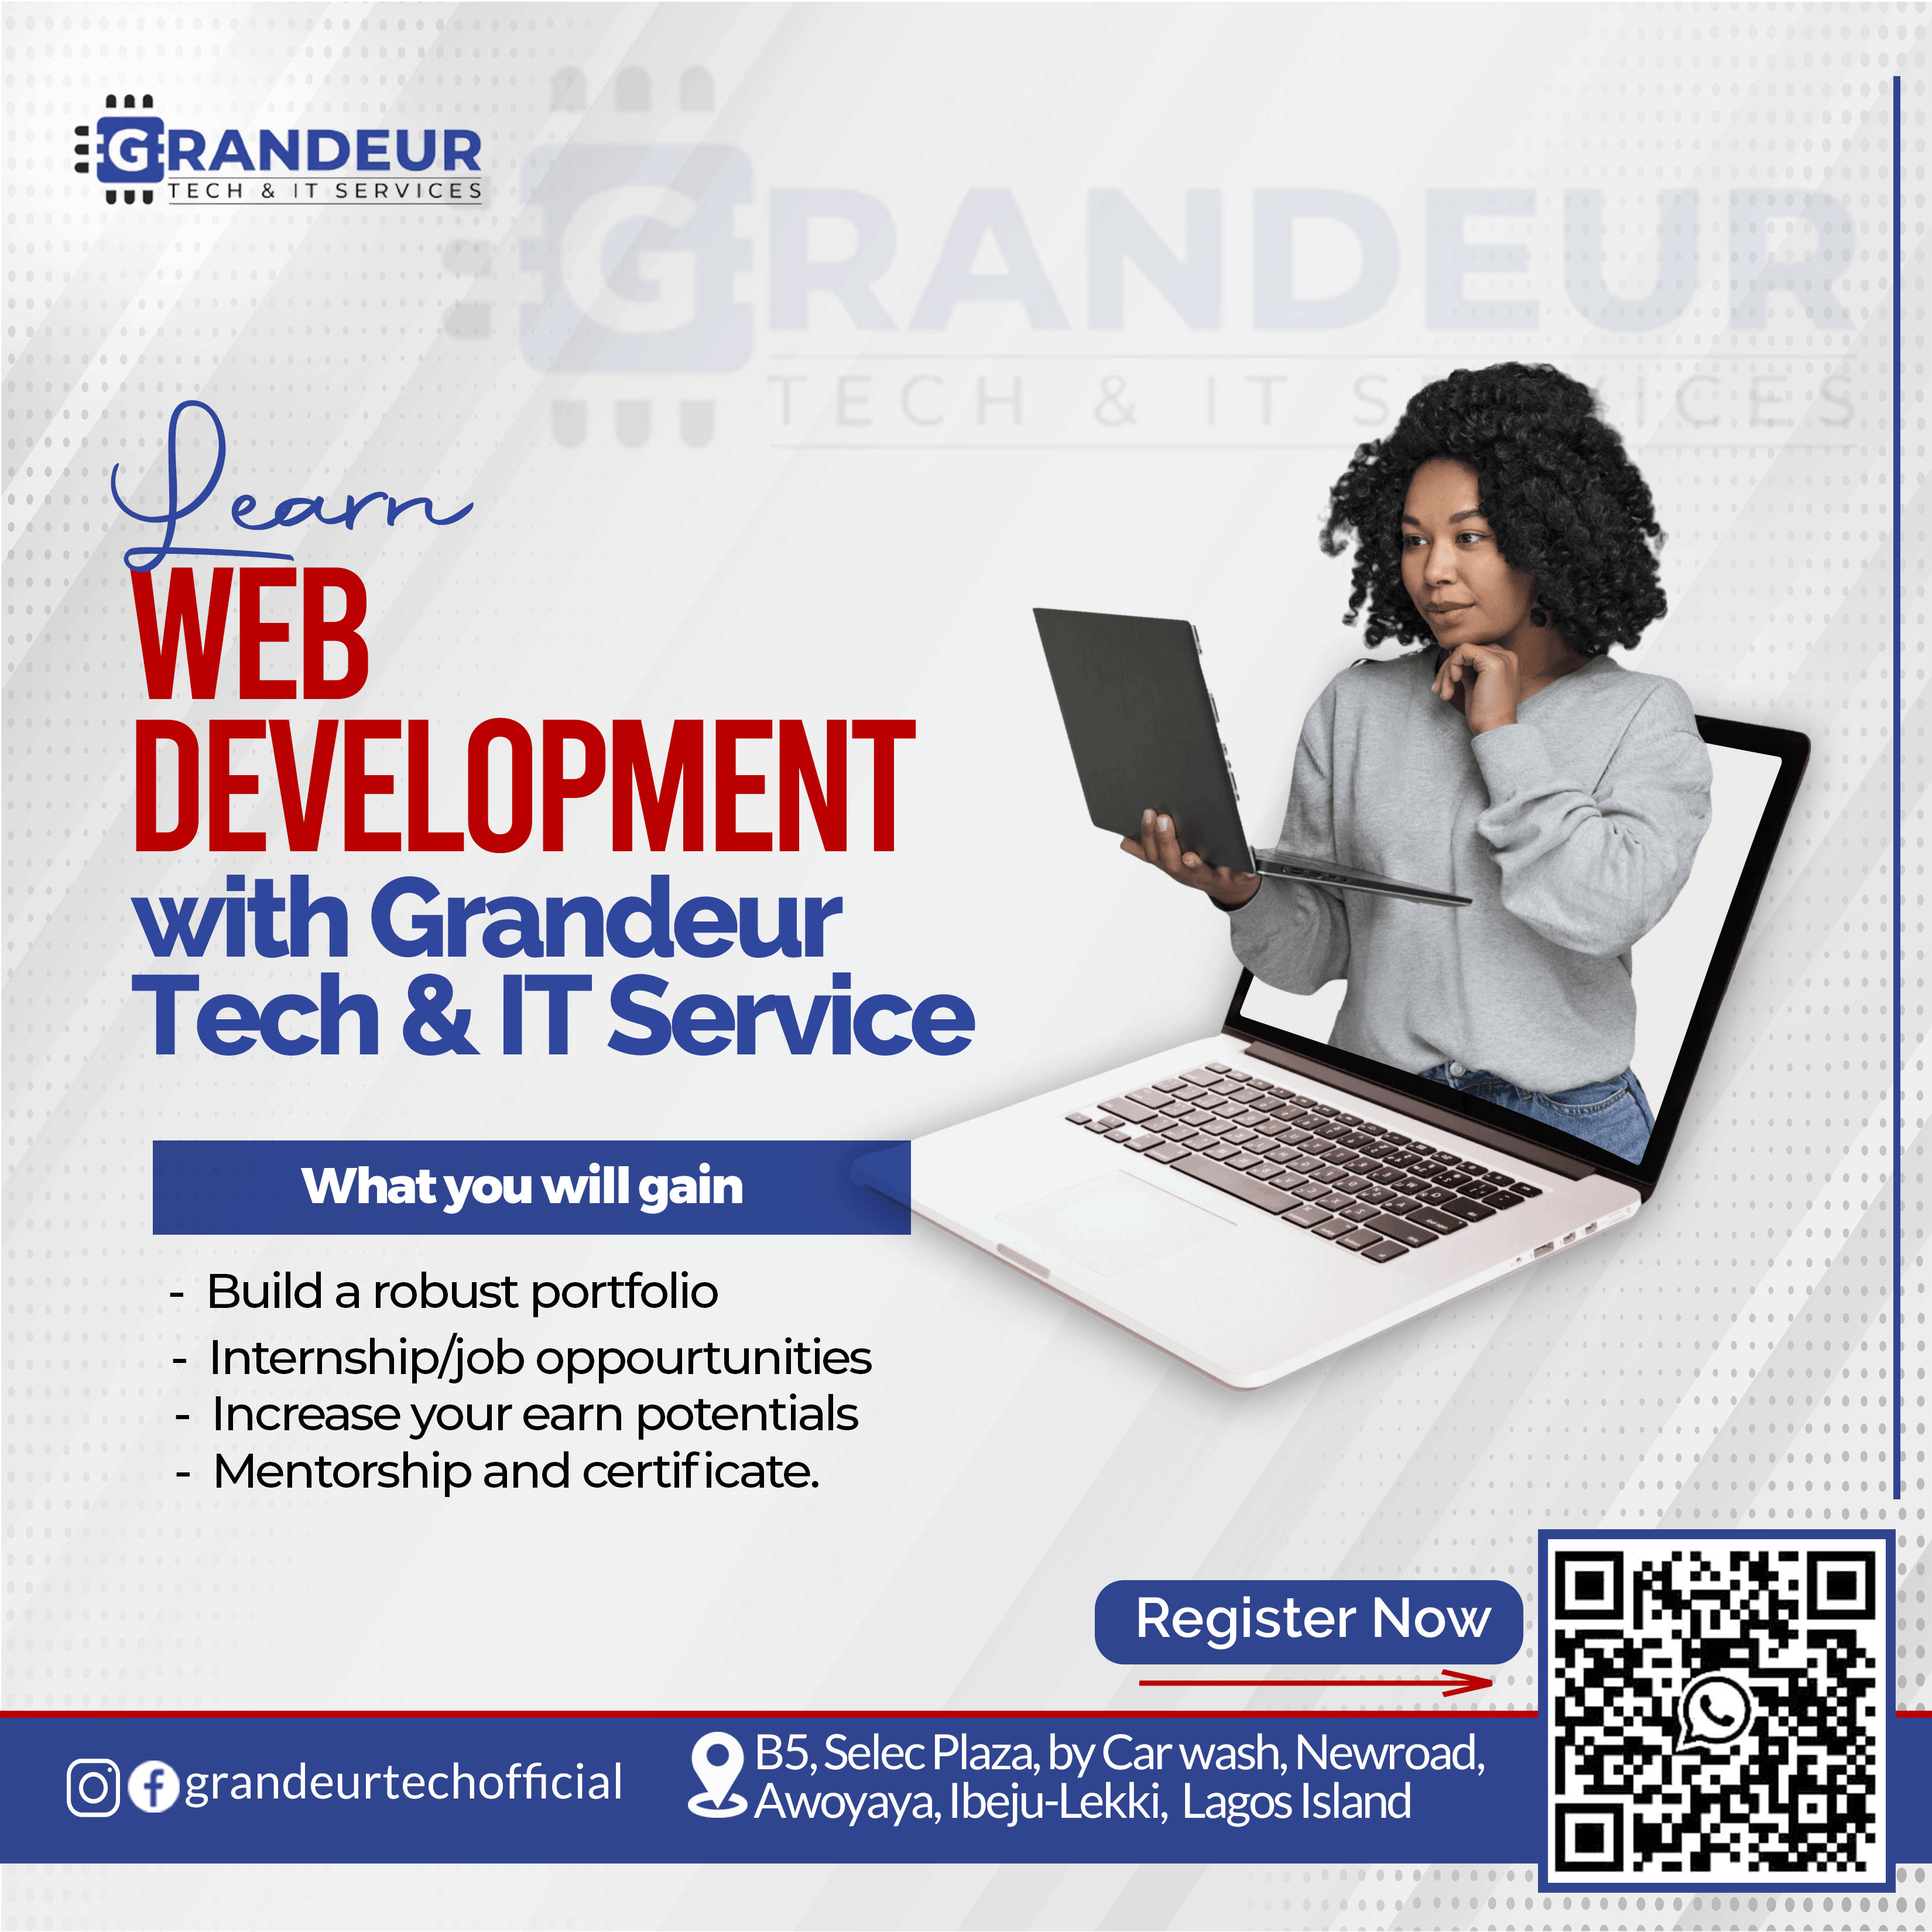 GRANDEUR
TECH & IT SERVICES
GRANDEUR
TECH & IT S ICES
Learn
WEB
DEVELOPMENT
with Grandeur
Tech & IT Service
What you will gain
- Build a robust portfolio
- Internship/job oppourtunities
- Increase your earn potentials
- Mentorship and certificate.
Register Now
grandeurtechofficial
B5, Selec Plaza, by Car wash, Newroad,
Awoyaya, Ibeju-Lekki, Lagos Island